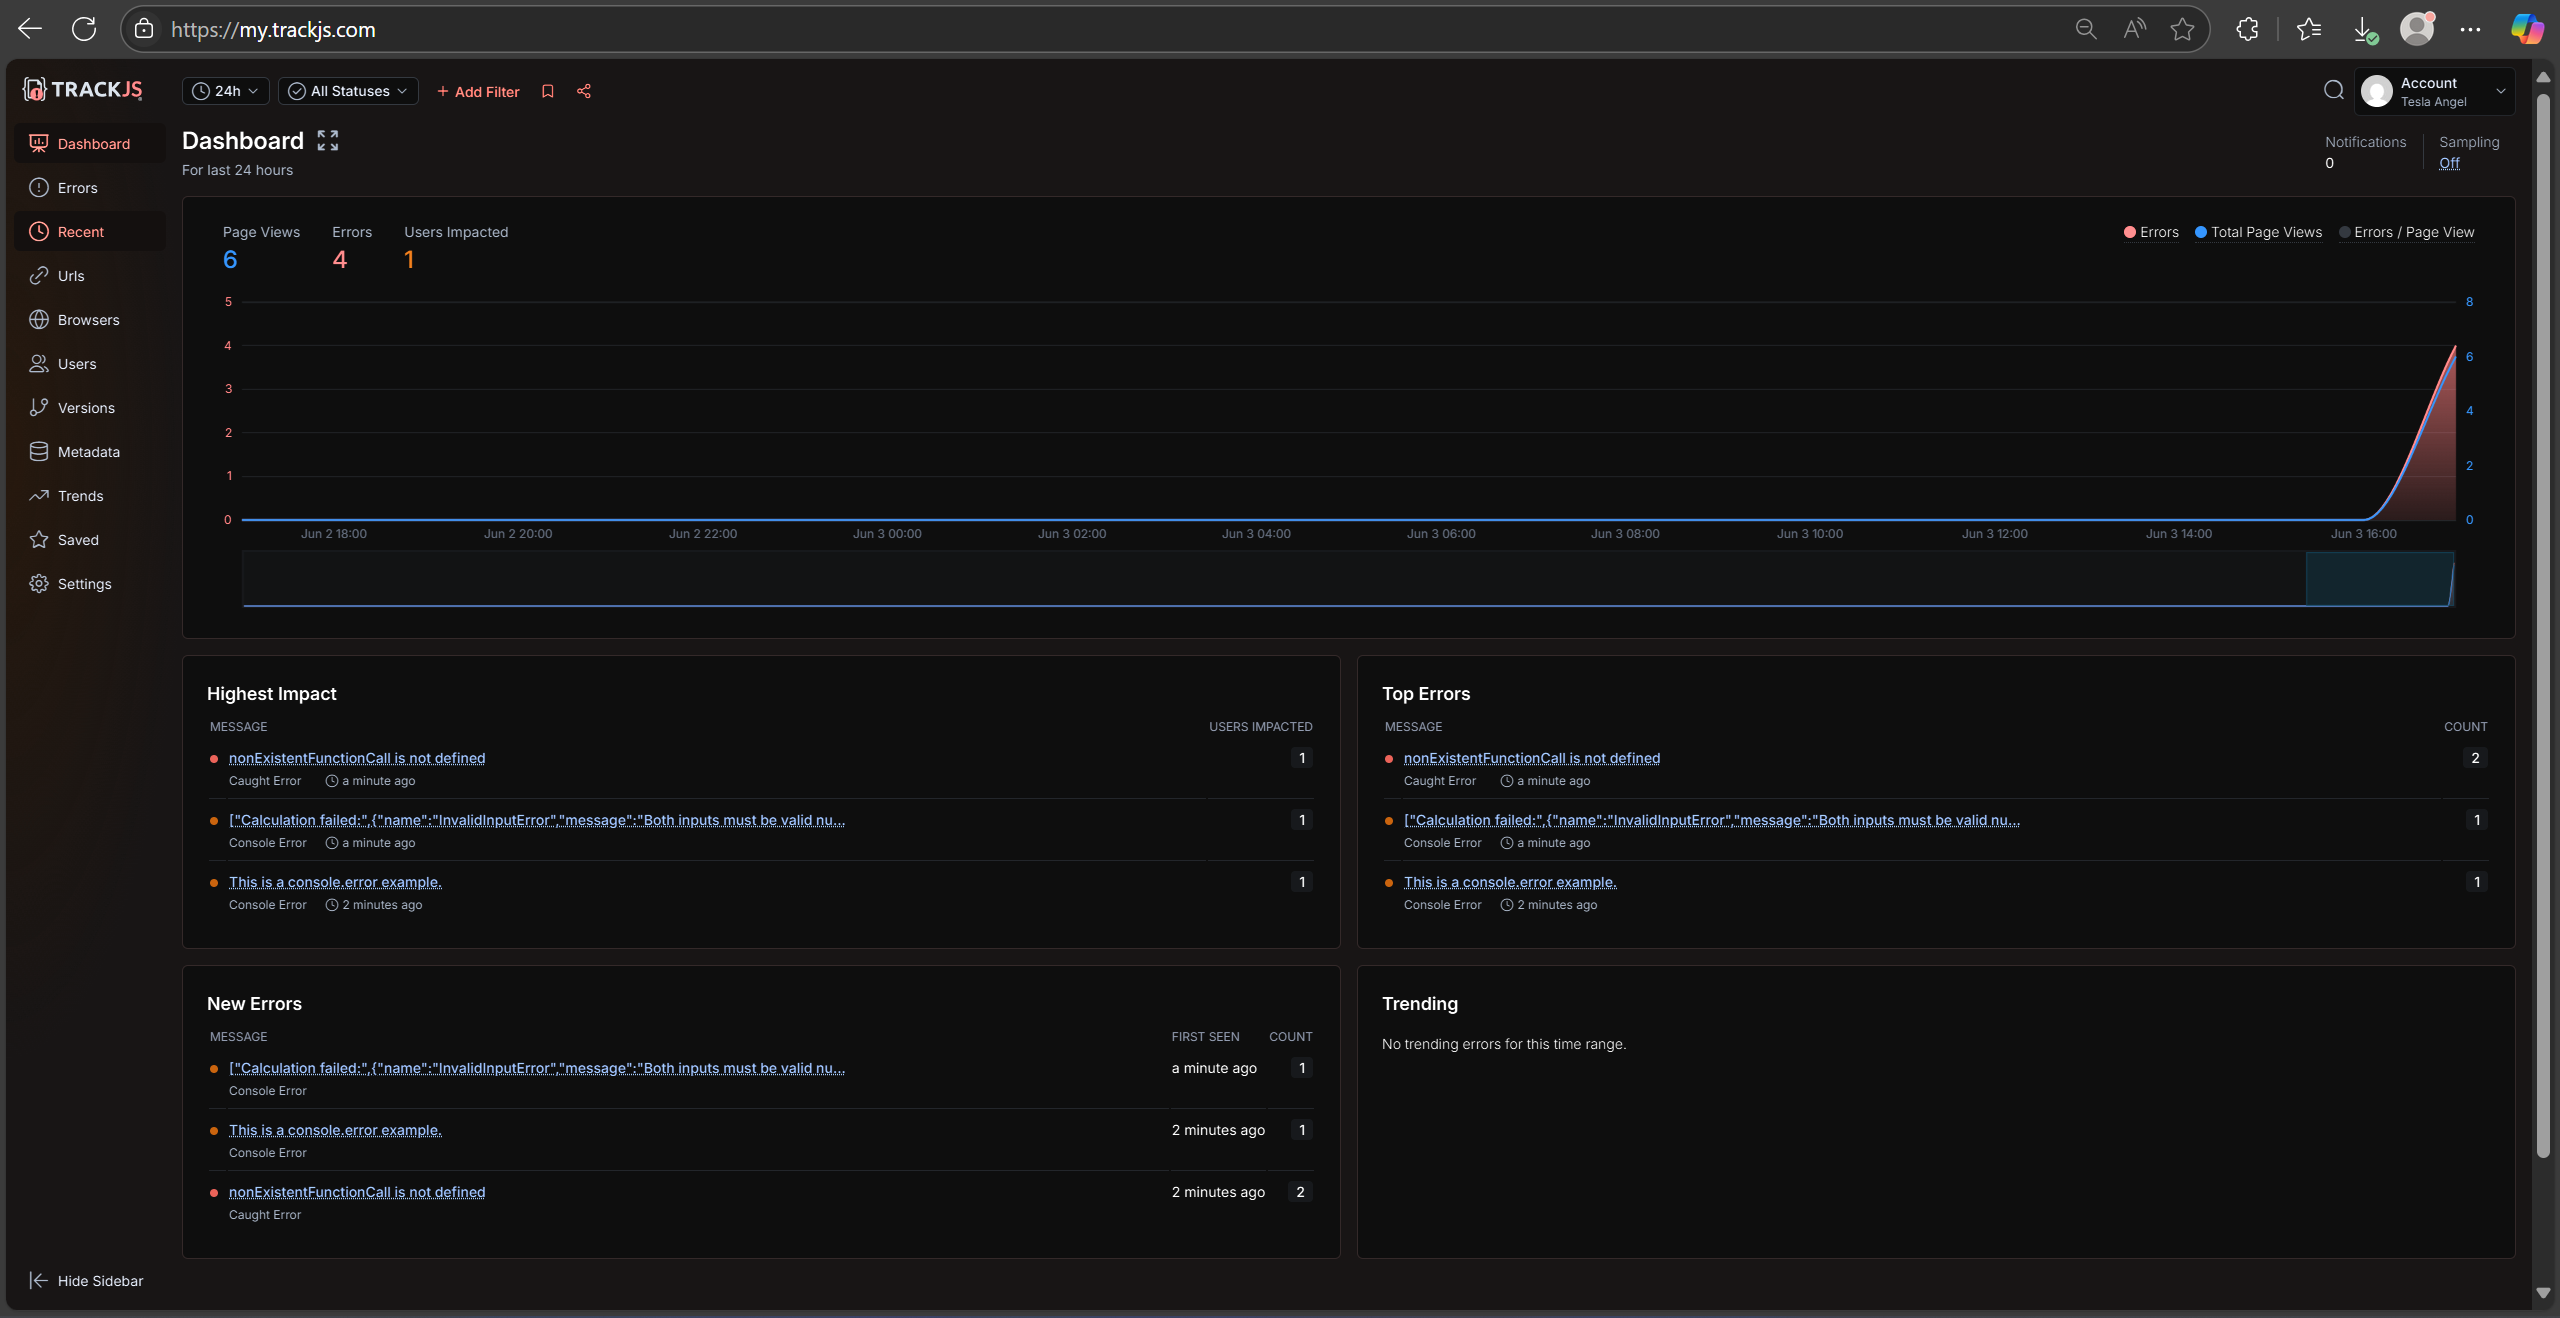 https://my.trackjs.com
TRACKJS
24h
All Statuses
+ Add Filter
Account
Tesla Angel
Dashboard
Errors
Recent
Urls
Browsers
Users
Versions
Metadata
Trends
Saved
Settings
Hide Sidebar
Dashboard
For last 24 hours
Notifications
0
Sampling
Off
Page Views
6
Errors
4
Users Impacted
1
Errors
Total Page Views
Errors / Page View
5
4
3
2
1
0
8
6
4
2
0
Jun 2 18:00
Jun 2 20:00
Jun 2 22:00
Jun 3 00:00
Jun 3 02:00
Jun 3 04:00
Jun 3 06:00
Jun 3 08:00
Jun 3 10:00
Jun 3 12:00
Jun 3 14:00
Jun 3 16:00
Highest Impact
MESSAGE USERS IMPACTED
nonExistentFunctionCall is not defined 1
Caught Error a minute ago
["Calculation failed:",{"name":"InvalidInputError","message":"Both inputs must be valid nu... 1
Console Error a minute ago
This is a console.error example. 1
Console Error 2 minutes ago
Top Errors
MESSAGE COUNT
nonExistentFunctionCall is not defined 2
Caught Error a minute ago
["Calculation failed:",{"name":"InvalidInputError","message":"Both inputs must be valid nu... 1
Console Error a minute ago
This is a console.error example. 1
Console Error 2 minutes ago
New Errors
MESSAGE FIRST SEEN COUNT
["Calculation failed:",{"name":"InvalidInputError","message":"Both inputs must be valid nu... a minute ago 1
Console Error
This is a console.error example. 2 minutes ago 1
Console Error
nonExistentFunctionCall is not defined 2 minutes ago 2
Caught Error
Trending
No trending errors for this time range.